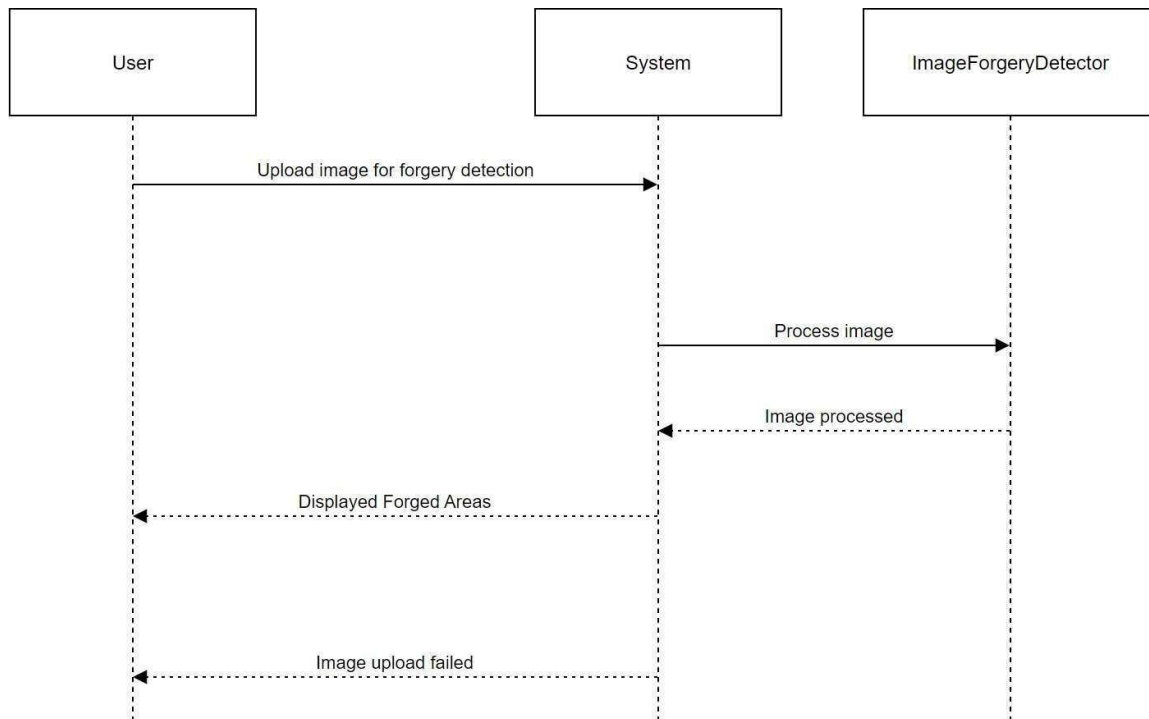 User
System
ImageForgeryDetector
Upload image for forgery detection
Process image
Image processed
Displayed Forged Areas
Image upload failed